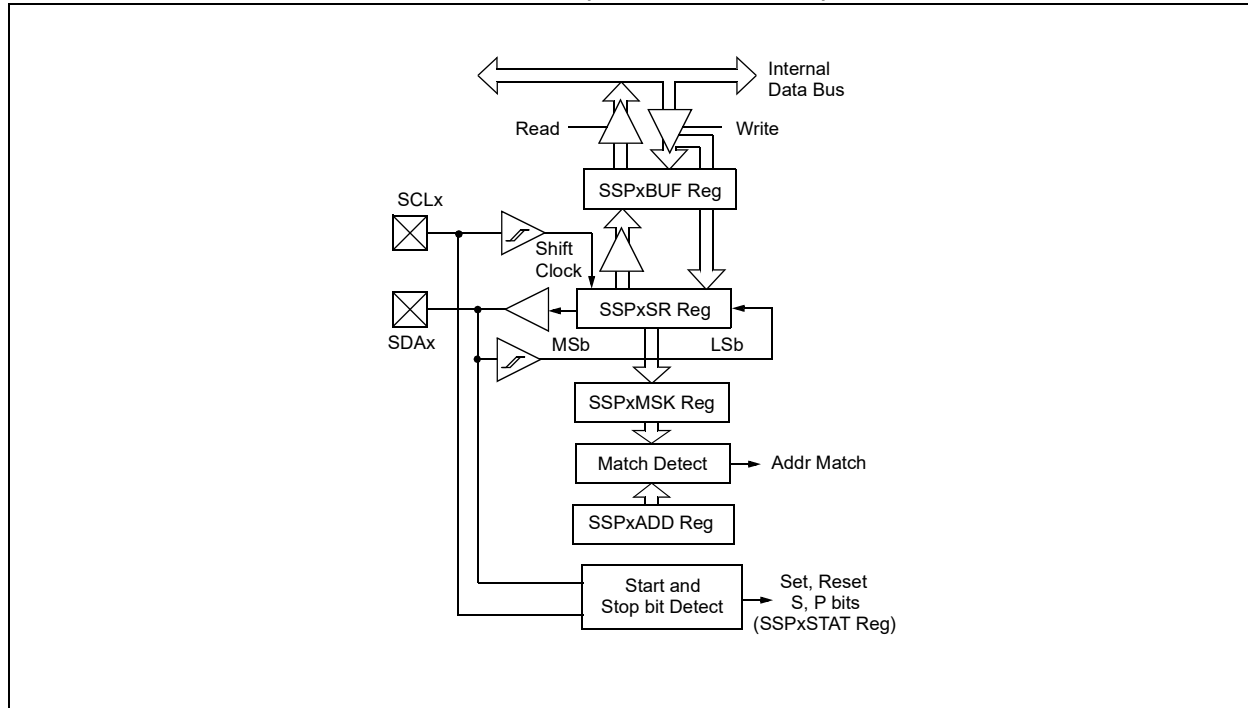 Internal
Data Bus
Read
Write
SSPxBUF Reg
SCLx
Shift
Clock
SSPxSR Reg
SDAx
MSb
LSb
SSPxMSK Reg
Match Detect
Addr Match
SSPxADD Reg
Start and
Stop bit Detect
Set, Reset
S, P bits
(SSPxSTAT Reg)